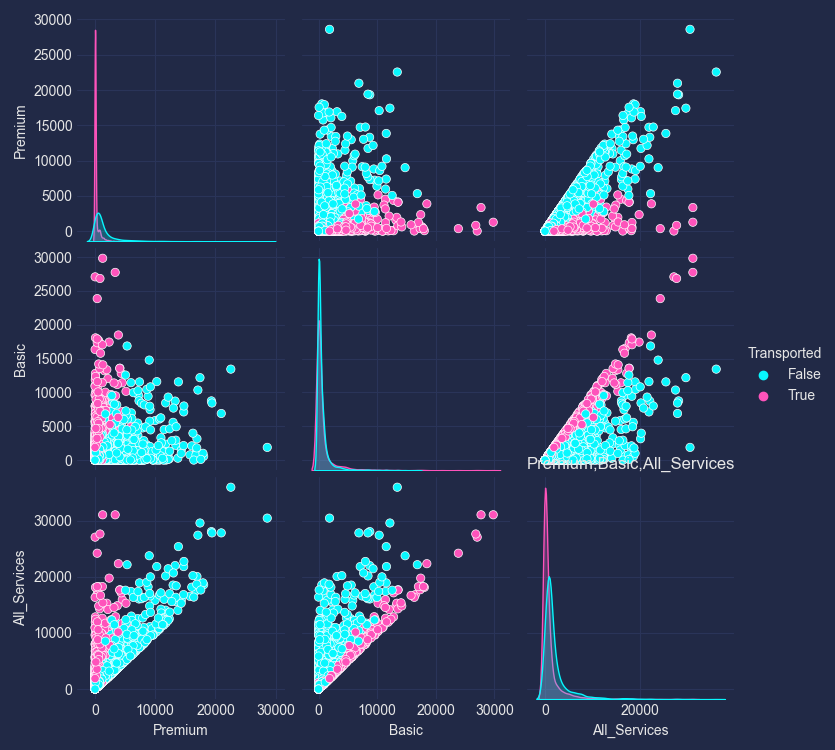 30000
25000
20000
15000
10000
5000
0
Premium
30000
25000
20000
15000
10000
5000
0
Basic
Transported
False
True
Premium,Basic,All_Services
30000
20000
10000
0
All_Services
0 10000 20000 30000
0 10000 20000 30000
0 20000
Premium Basic All_Services